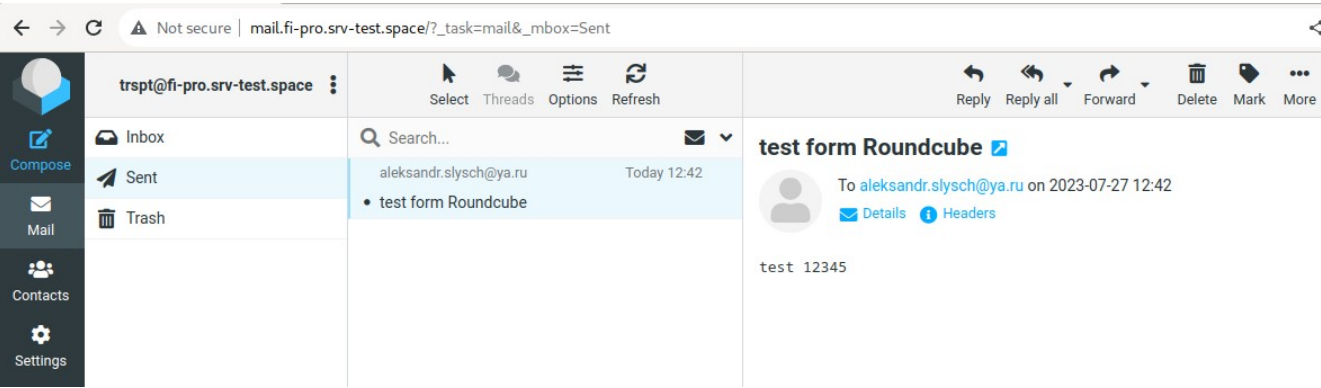 Not secure | mail.fi-pro.srv-test.space/?_task=mail&_mbox=Sent
Compose
Mail
Contacts
Settings
trspt@fi-pro.srv-test.space
Inbox
Sent
Trash
Select Threads Options Refresh
Search...
aleksandr.slysch@ya.ru Today 12:42
• test form Roundcube
Reply Reply all Forward Delete Mark More
test form Roundcube
To aleksandr.slysch@ya.ru on 2023-07-27 12:42
Details Headers
test 12345